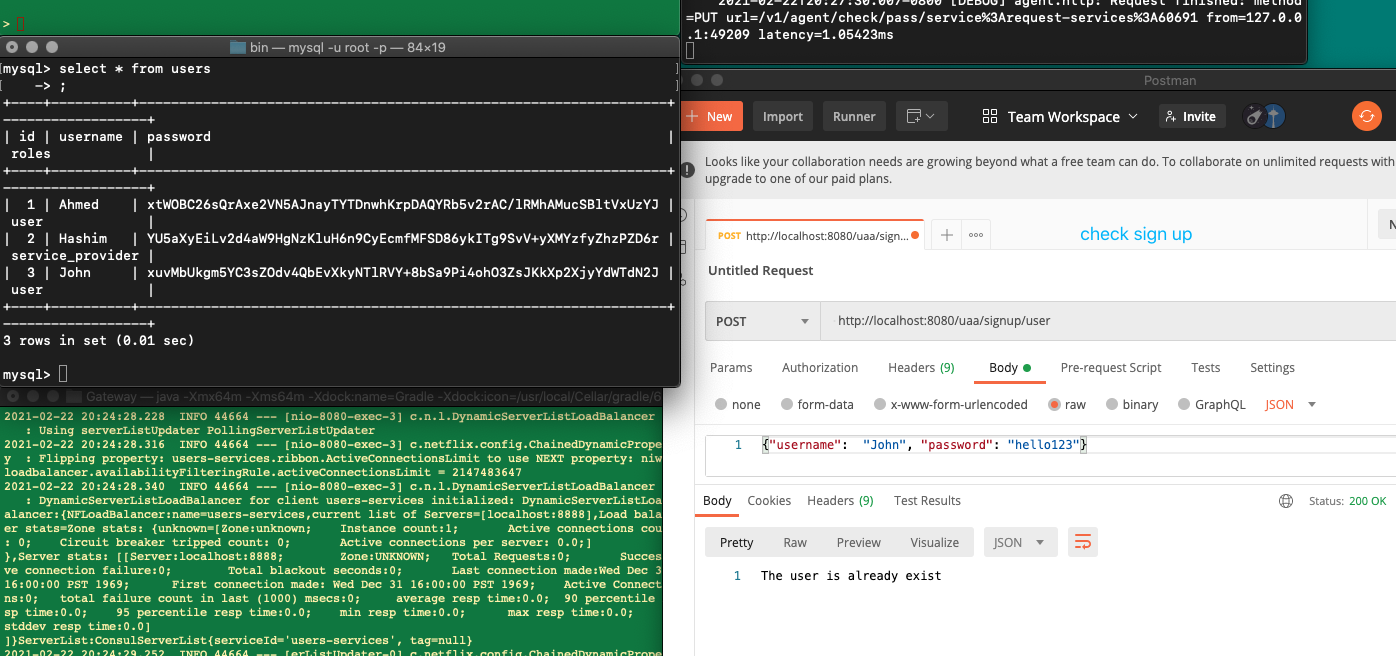 >
bin — mysql -u root -p — 84×19
[mysql> select * from users ]
[    -> ; ]
+----+----------+--------------------------------------------------------------------+
-------------------+
| id | username | password |
 roles |
+----+----------+--------------------------------------------------------------------+
-------------------+
| 1 | Ahmed | xtWOBC26sQrAxe2VN5AJnayTYTDnwhKrpDAQYRb5v2rAC/lRMhAMucSBltVxUzYJ |
 user |
| 2 | Hashim | YU5aXyEiLv2d4aW9HgNzKluH6n9CyEcmfMFSD86ykITg9SvV+yXMYzfyZhzPZD6r |
 service_provider |
| 3 | John | xuvMbUkgm5YC3sZOdv4QbEvXkyNTlRVY+8bSa9Pi4ohO3ZsJKkXp2XjyYdWTdN2J |
 user |
+----+----------+--------------------------------------------------------------------+
-------------------+
3 rows in set (0.01 sec)
mysql>
Gateway — java -Xmx64m -Xms64m -Xdock:name=Gradle -Xdock:icon=/usr/local/Cellar/gradle/6
2021-02-22 20:24:28.228 INFO 44664 --- [nio-8080-exec-3] c.n.l.DynamicServerListLoadBalancer
: Using serverListUpdater PollingServerListUpdater
2021-02-22 20:24:28.316 INFO 44664 --- [nio-8080-exec-3] c.netflix.config.ChainedDynamicPrope
y : Flipping property: users-services.ribbon.ActiveConnectionsLimit to use NEXT property: niw
loadbalancer.availabilityFilteringRule.activeConnectionsLimit = 2147483647
2021-02-22 20:24:28.340 INFO 44664 --- [nio-8080-exec-3] c.n.l.DynamicServerListLoadBalancer
: DynamicServerListLoadBalancer for client users-services initialized: DynamicServerListLoa
alancer:{NFLoadBalancer:name=users-services,current list of Servers=[localhost:8888],Load bala
er stats=Zone stats: {unknown=[Zone:unknown; Instance count:1; Active connections cou
: 0; Circuit breaker tripped count: 0; Active connections per server: 0.0;]
},Server stats: [[Server:localhost:8888; Zone:UNKNOWN; Total Requests:0; Succes
ve connection failure:0; Total blackout seconds:0; Last connection made:Wed Dec 3
16:00:00 PST 1969; First connection made: Wed Dec 31 16:00:00 PST 1969; Active Connect
ns:0; total failure count in last (1000) msecs:0; average resp time:0.0; 90 percentile
sp time:0.0; 95 percentile resp time:0.0; min resp time:0.0; max resp time:0.0;
stddev resp time:0.0]
]}ServerList:ConsulServerList{serviceId='users-services', tag=null}
2021-02-22 20:24:29.252 INFO 44664 --- [erListUpdater-0] c.netflix.config.ChainedDynamicPrope
2021-02-22T20:27:30.007-0800 [DEBUG] agent.http: Request finished: method
=PUT url=/v1/agent/check/pass/service%3Arequest-services%3A60691 from=127.0.0
.1:49209 latency=1.05423ms
Postman
+ New Import Runner Team Workspace Invite
Looks like your collaboration needs are growing beyond what a free team can do. To collaborate on unlimited requests with
upgrade to one of our paid plans.
POST http://localhost:8080/uaa/sign... + ooo check sign up N
Untitled Request
POST http://localhost:8080/uaa/signup/user
Params Authorization Headers (9) Body Pre-request Script Tests Settings
none form-data x-www-form-urlencoded raw binary GraphQL JSON
1 {"username": "John", "password": "hello123"}
Body Cookies Headers (9) Test Results Status: 200 OK
Pretty Raw Preview Visualize JSON
1 The user is already exist